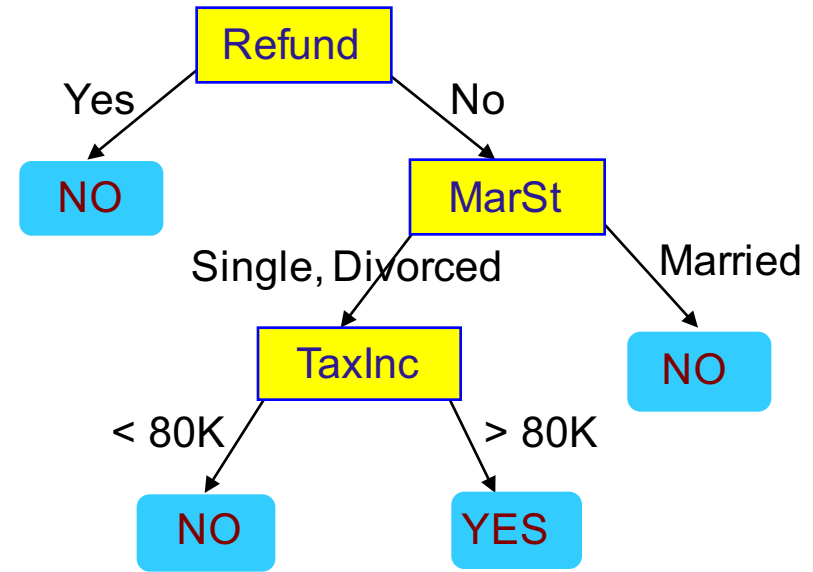 Refund
Yes
No
NO
MarSt
Single, Divorced
Married
TaxInc
NO
< 80K
> 80K
NO
YES